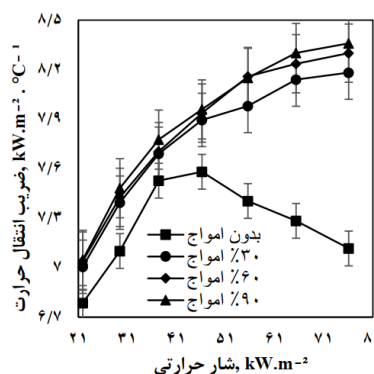 ضریب انتقال حرارت, kW.m-². °C-¹
۸/۵
۸/۲
۷/۹
۷/۶
۷/۳
۷
۶/۷
بدون امواج
۳۰٪ امواج
۶۰٪ امواج
۹۰٪ امواج
۲۱ ۳۱ ۴۱ ۵۱ ۶۱ ۷۱ ۸
شار حرارتی, kW.m-²